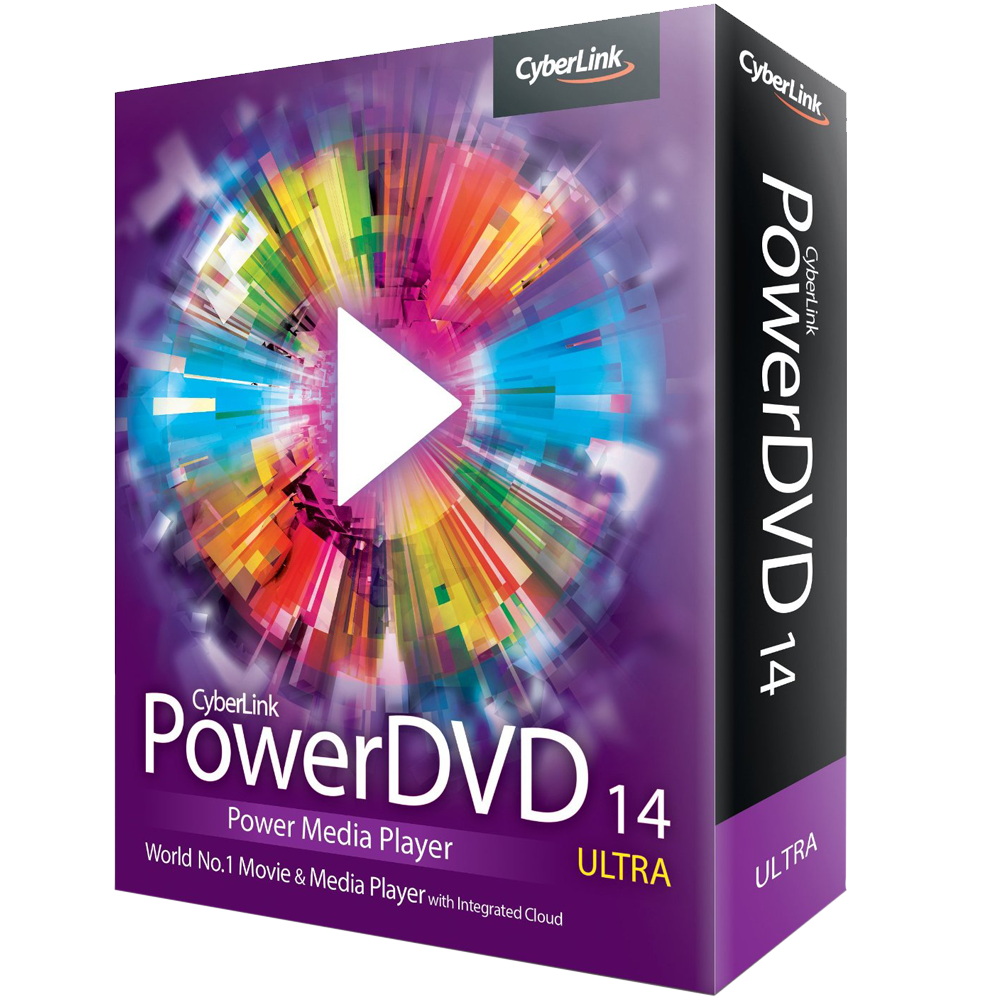 CyberLink
CyberLink
PowerDVD 14
ULTRA
Power Media Player
World No.1 Movie & Media Player with Integrated Cloud
CyberLink
CyberLink
PowerDVD 14
ULTRA